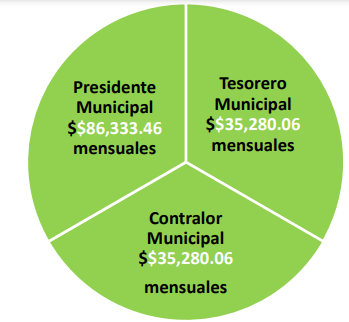 Presidente
Municipal
$$86,333.46
mensuales
Tesorero
Municipal
$$35,280.06
mensuales
Contralor
Municipal
$$35,280.06
mensuales